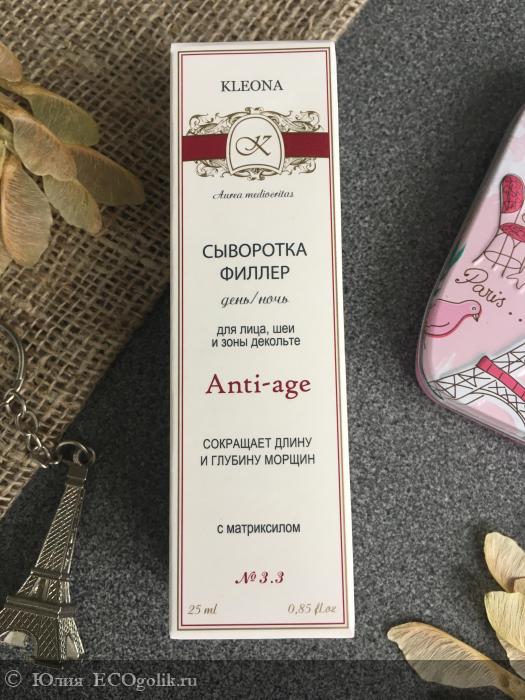 KLEONA
K
Aurea mediocritas
СЫВОРОТКА
ФИЛЛЕР
день/ночь
для лица, шеи
и зоны декольте
Anti-age
СОКРАЩАЕТ ДЛИНУ
И ГЛУБИНУ МОРЩИН
с матриксилом
№ 3.3
25 ml 0,85 fl.oz
Paris...
© Юлия ECOgolik.ru